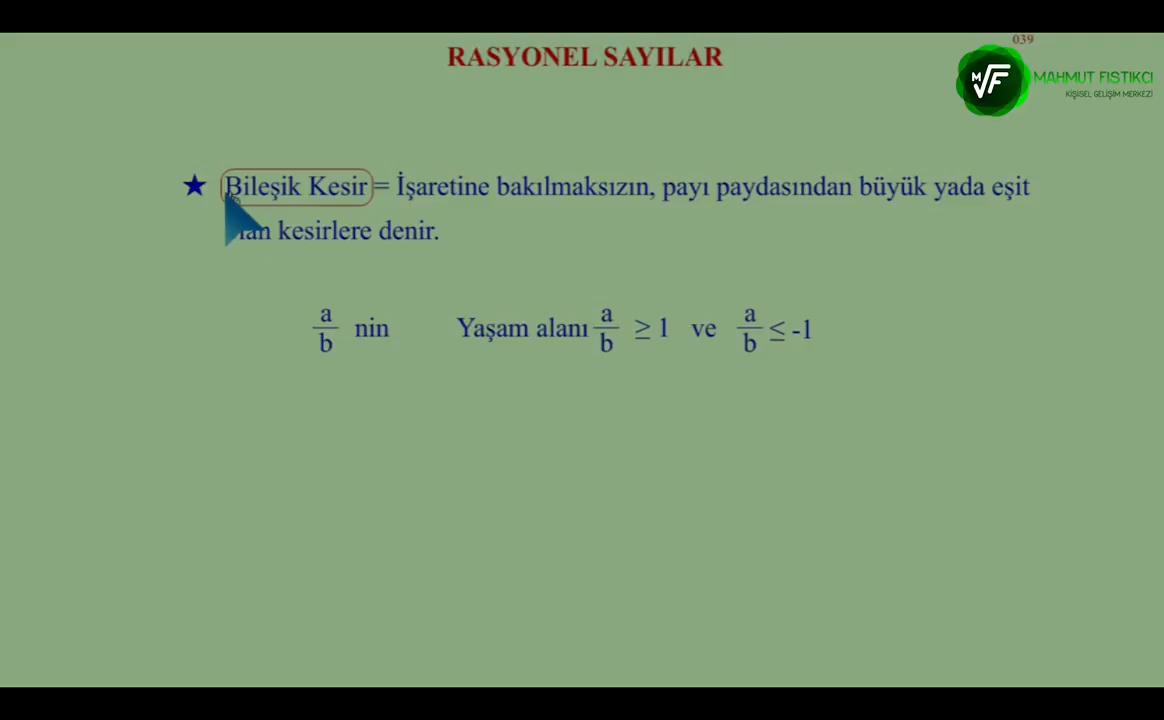 039
RASYONEL SAYILAR
MAHMUT FISTIKCI
KİŞİSEL GELİŞİM MERKEZİ
★ Bileşik Kesir = İşaretine bakılmaksızın, payı paydasından büyük yada eşit
kesirlere denir.
a/b nin Yaşam alanı a/b ≥ 1 ve a/b ≤ -1